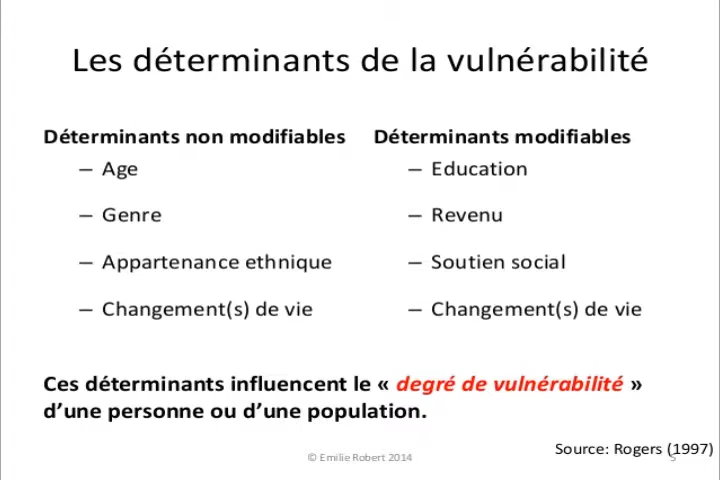 Les déterminants de la vulnérabilité
Déterminants non modifiables
– Age
– Genre
– Appartenance ethnique
– Changement(s) de vie
Déterminants modifiables
– Education
– Revenu
– Soutien social
– Changement(s) de vie
Ces déterminants influencent le « degré de vulnérabilité »
d’une personne ou d’une population.
Source: Rogers (1997)
© Emilie Robert 2014
5